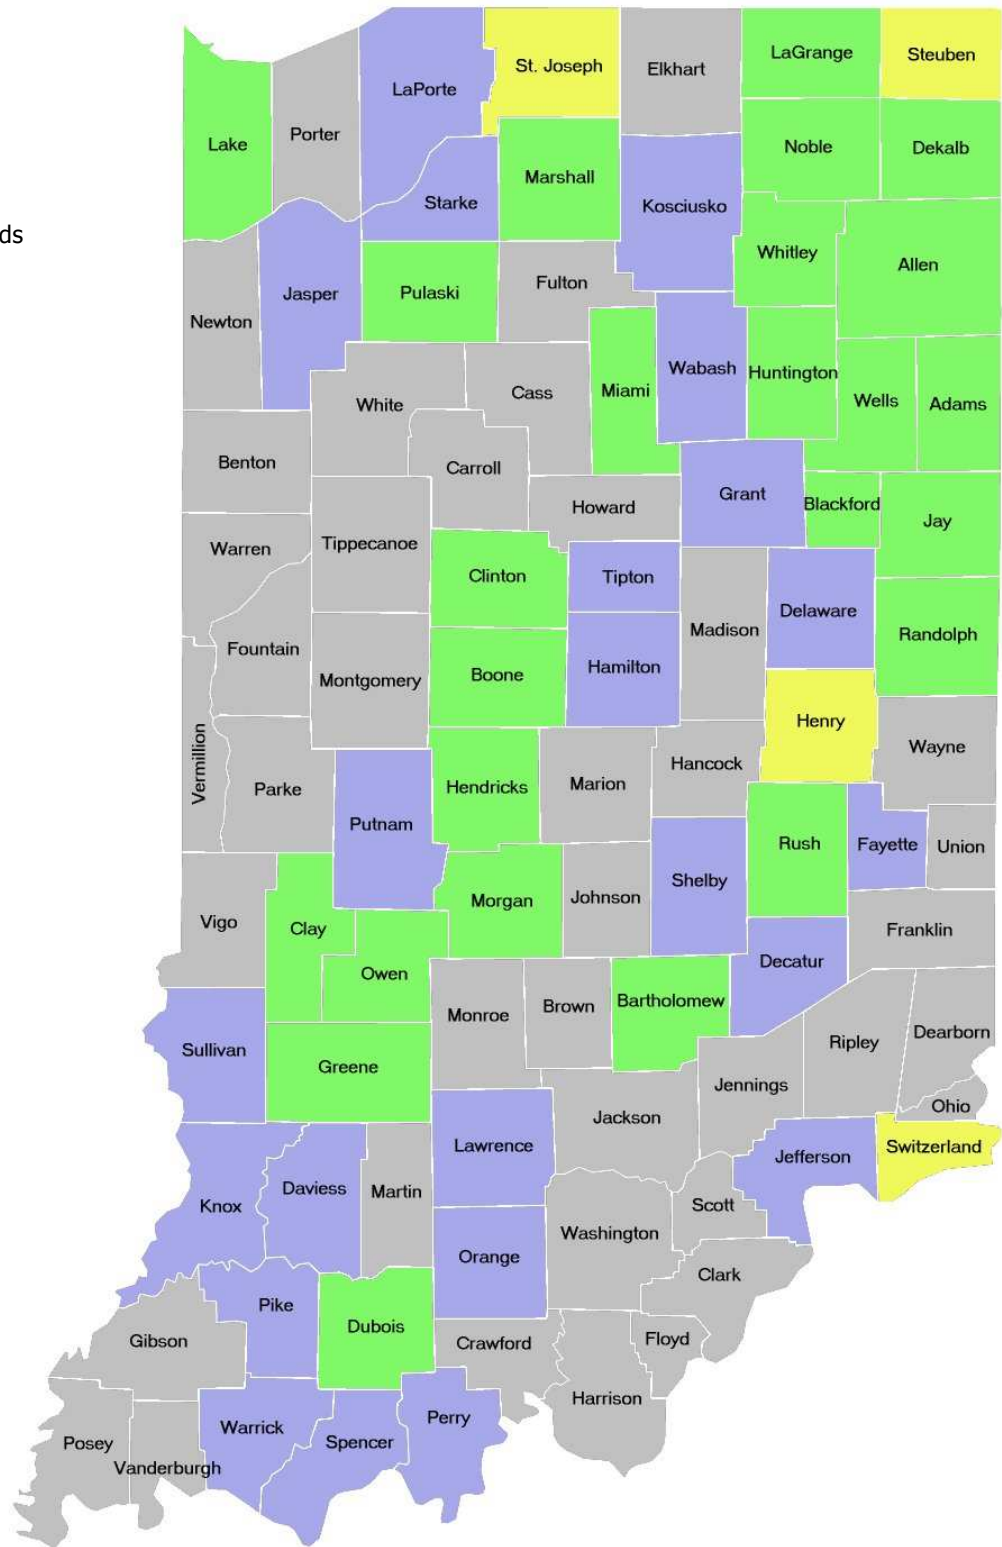 LaGrange
Steuben
St. Joseph
Elkhart
LaPorte
Porter
Lake
Noble
Dekalb
Marshall
Starke
Kosciusko
ds
Whitley
Allen
Fulton
Jasper
Pulaski
Newton
Wabash
Huntington
Miami
Cass
White
Wells
Adams
Benton
Carroll
Grant
Howard
Blackford
Jay
Warren
Tippecanoe
Clinton
Tipton
Delaware
Madison
Randolph
Fountain
Hamilton
Boone
Montgomery
Henry
Wayne
Vermillion
Hancock
Marion
Hendricks
Parke
Putnam
Rush
Fayette
Union
Shelby
Johnson
Morgan
Vigo
Clay
Franklin
Decatur
Owen
Bartholomew
Brown
Monroe
Dearborn
Ripley
Sullivan
Greene
Jennings
Ohio
Jackson
Lawrence
Switzerland
Jefferson
Daviess
Martin
Knox
Scott
Washington
Orange
Clark
Pike
Dubois
Gibson
Crawford
Floyd
Harrison
Perry
Warrick
Spencer
Posey
Vanderburgh